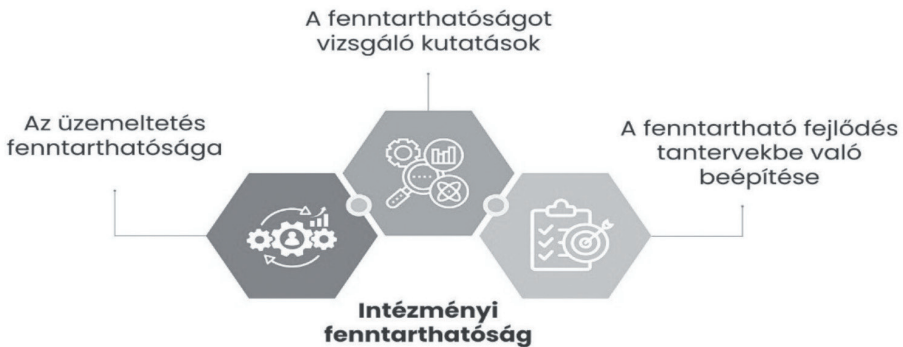 A fenntarthatóságot
vizsgáló kutatások
Az üzemeltetés
fenntarthatósága
A fenntartható fejlődés
tantervekbe való
beépítése
Intézményi
fenntarthatóság